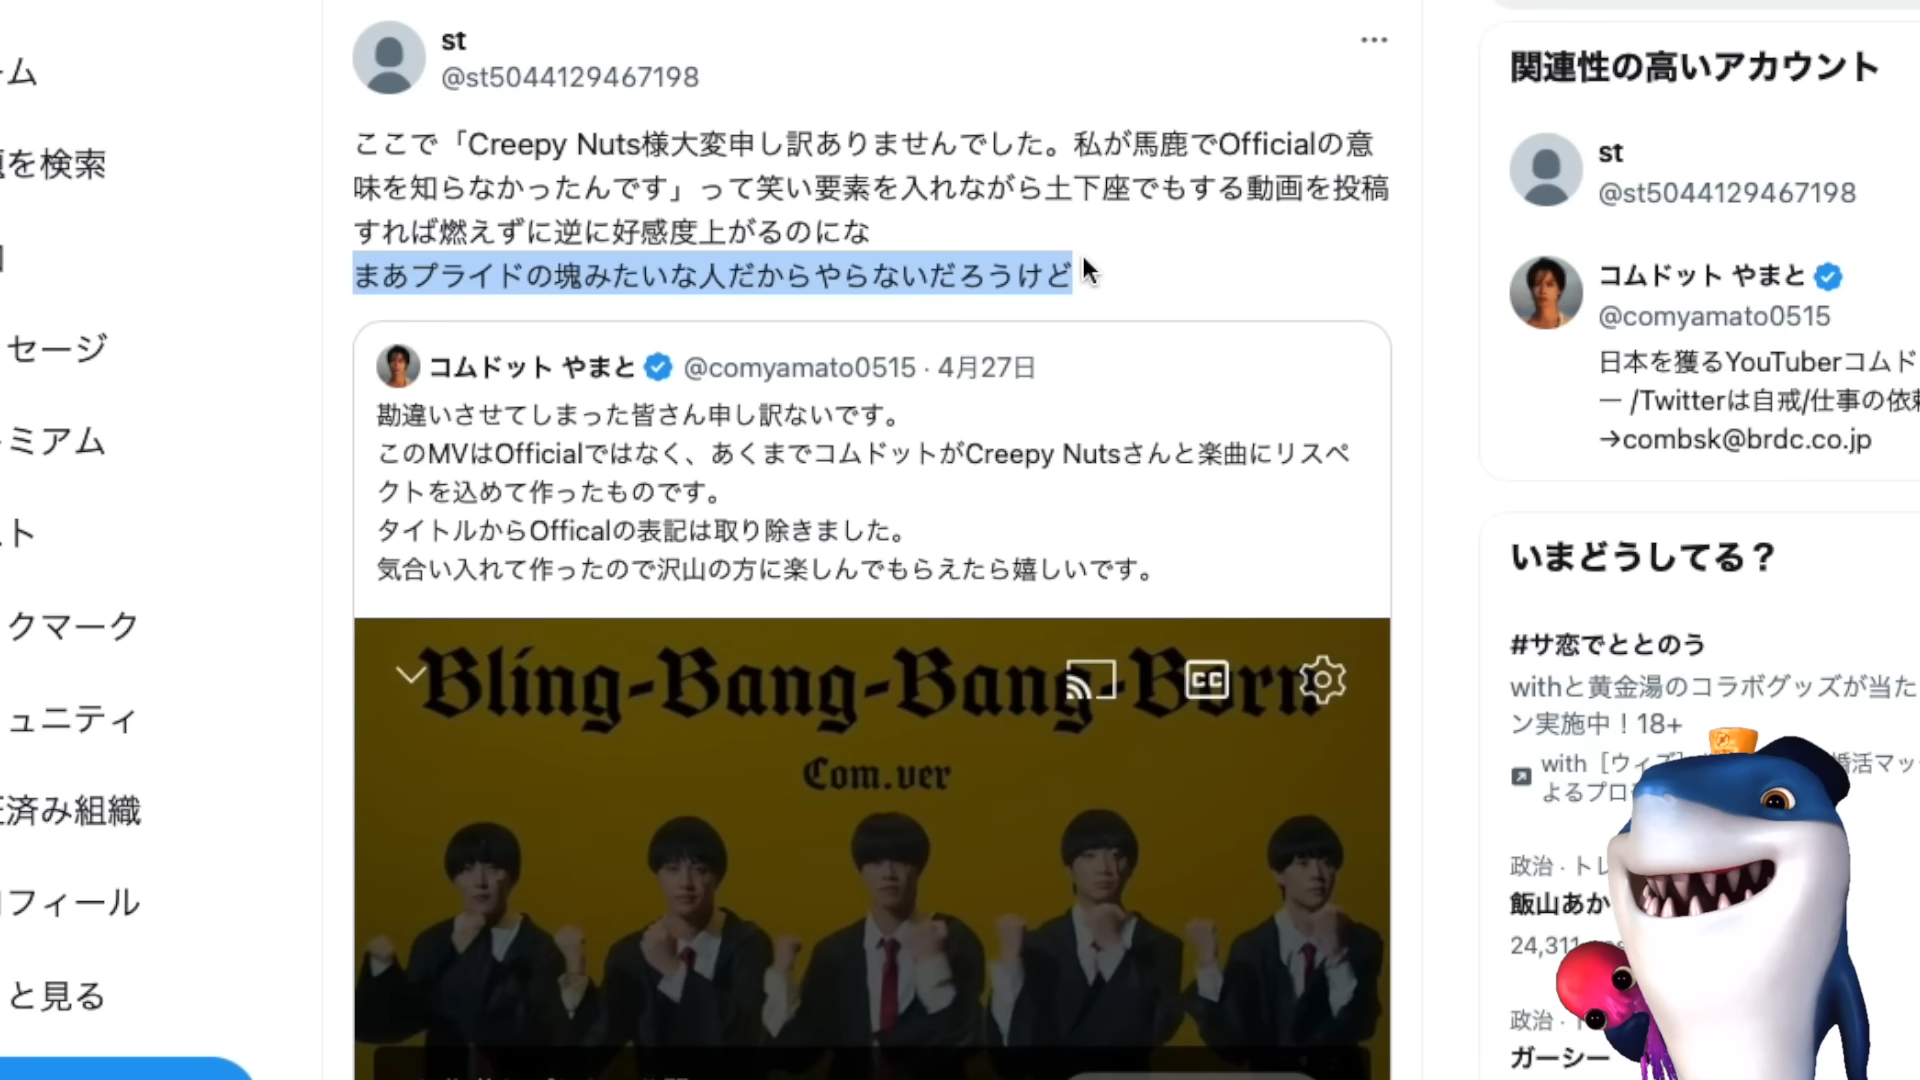 ーム
を検索
セージ
ミアム
ト
クマーク
ュニティ
済み組織
フィール
と見る
st
@st5044129467198
ここで「Creepy Nuts様大変申し訳ありませんでした。私が馬鹿でOfficialの意
味を知らなかったんです」って笑い要素を入れながら土下座でもする動画を投稿
すれば燃えずに逆に好感度上がるのにな
まあプライドの塊みたいな人だからやらないだろうけど
コムドット やまと @comyamato0515 · 4月27日
勘違いさせてしまった皆さん申し訳ないです。
このMVはOfficialではなく、あくまでコムドットがCreepy Nutsさんと楽曲にリスペ
クトを込めて作ったものです。
タイトルからOfficalの表記は取り除きました。
気合い入れて作ったので沢山の方に楽しんでもらえたら嬉しいです。
Bling-Bang-Bang-Born
CC
Com.ver
関連性の高いアカウント
st
@st5044129467198
コムドット やまと
@comyamato0515
日本を獲るYouTuberコムド
ー /Twitterは自戒/仕事の依
→combsk@brdc.co.jp
いまどうしてる？
#サ恋でととのう
withと黄金湯のコラボグッズが当た
ン実施中！18+
with［ウィズ］ 婚活マッ
よるプロ
政治 · トレ
飯山あか
24,311
政治 · ト
ガーシー